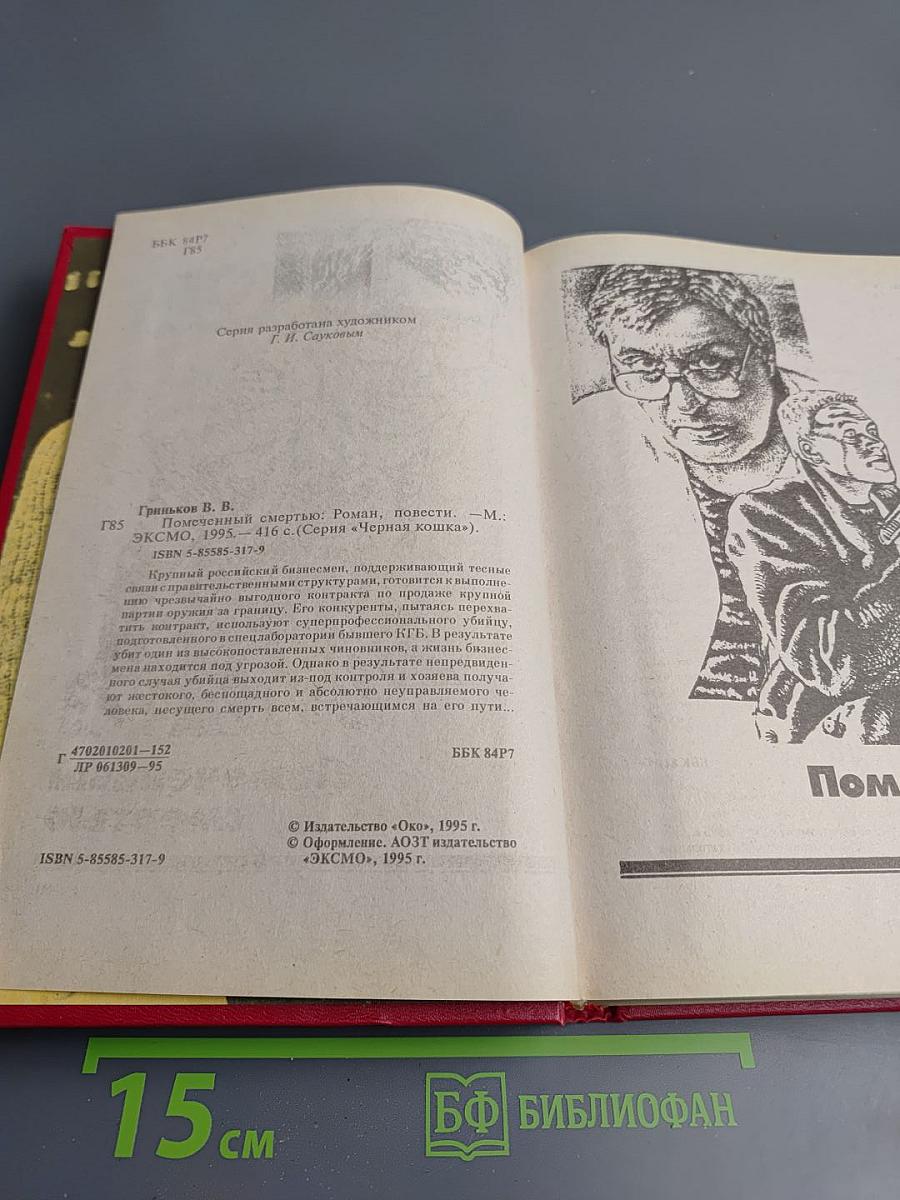 ББК 84Р7
Г85
Серия разработана художником
Г. И. Сауковым
Гриньков В. В.
Г85 Помеченный смертью: Роман, повести. —М.:
ЭКСМО, 1995.— 416 с.(Серия «Черная кошка»).
ISBN 5-85585-317-9
Крупный российский бизнесмен, поддерживающий тесные
связи с правительственными структурами, готовится к выполне-
нию чрезвычайно выгодного контракта по продаже крупной
партии оружия за границу. Его конкуренты, пытаясь перехва-
тить контракт, используют суперпрофессионального убийцу,
подготовленного в спецлаборатории бывшего КГБ. В результате
убит один из высокопоставленных чиновников, а жизнь бизнес-
мена находится под угрозой. Однако в результате непредвиден-
ного случая убийца выходит из-под контроля и хозяева получа-
ют жестокого, беспощадного и абсолютно неуправляемого че-
ловека, несущего смерть всем, встречающимся на его пути...
Г 4702010201—152
ЛР 061309—95
ББК 84Р7
© Издательство «Око», 1995 г.
© Оформление. АОЗТ издательство
«ЭКСМО», 1995 г.
ISBN 5-85585-317-9
Пом
15 см
БФ БИБЛИОФАН